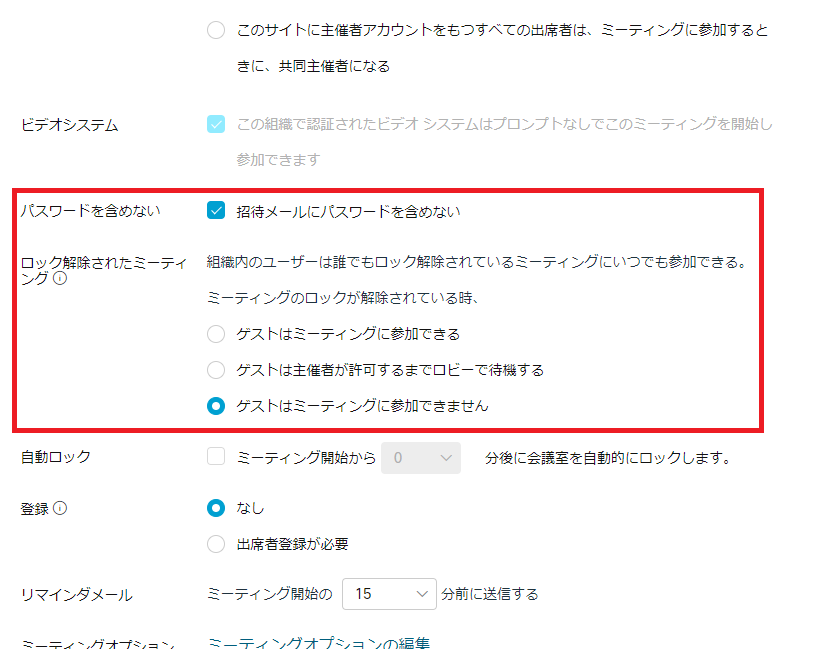 このサイトに主催者アカウントをもつすべての出席者は、ミーティングに参加すると
きに、共同主催者になる
ビデオシステム
この組織で認証されたビデオ システムはプロンプトなしでこのミーティングを開始し
参加できます
パスワードを含めない
招待メールにパスワードを含めない
ロック解除されたミーティ
ング
組織内のユーザーは誰でもロック解除されているミーティングにいつでも参加できる。
ミーティングのロックが解除されている時、
ゲストはミーティングに参加できる
ゲストは主催者が許可するまでロビーで待機する
ゲストはミーティングに参加できません
自動ロック
ミーティング開始から 0 分後に会議室を自動的にロックします。
登録
なし
出席者登録が必要
リマインダメール
ミーティング開始の 15 分前に送信する
ミーティングオプション
ミーティングオプションの編集